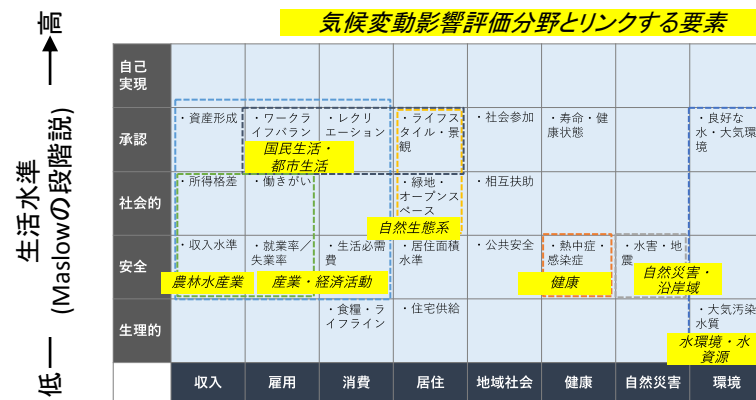 気候変動影響評価分野とリンクする要素
高
生活水準
(Maslowの段階説)
低
自己
実現
承認
・資産形成
・ワークラ
イフバラン
・レクリ
エーション
・ライフス
タイル・景
観
・社会参加
・寿命・健
康状態
・良好な
水・大気環
境
国民生活・
都市生活
社会的
・所得格差
・働きがい
・緑地・
オープンス
ペース
・相互扶助
自然生態系
安全
・収入水準
・就業率／
失業率
・生活必需
費
・居住面積
水準
・公共安全
・熱中症・
感染症
・水害・地
震
農林水産業
産業・経済活動
健康
自然災害・
沿岸域
生理的
・食糧・ラ
イフライン
・住宅供給
・大気汚染
水質
水環境・水
資源
収入
雇用
消費
居住
地域社会
健康
自然災害
環境